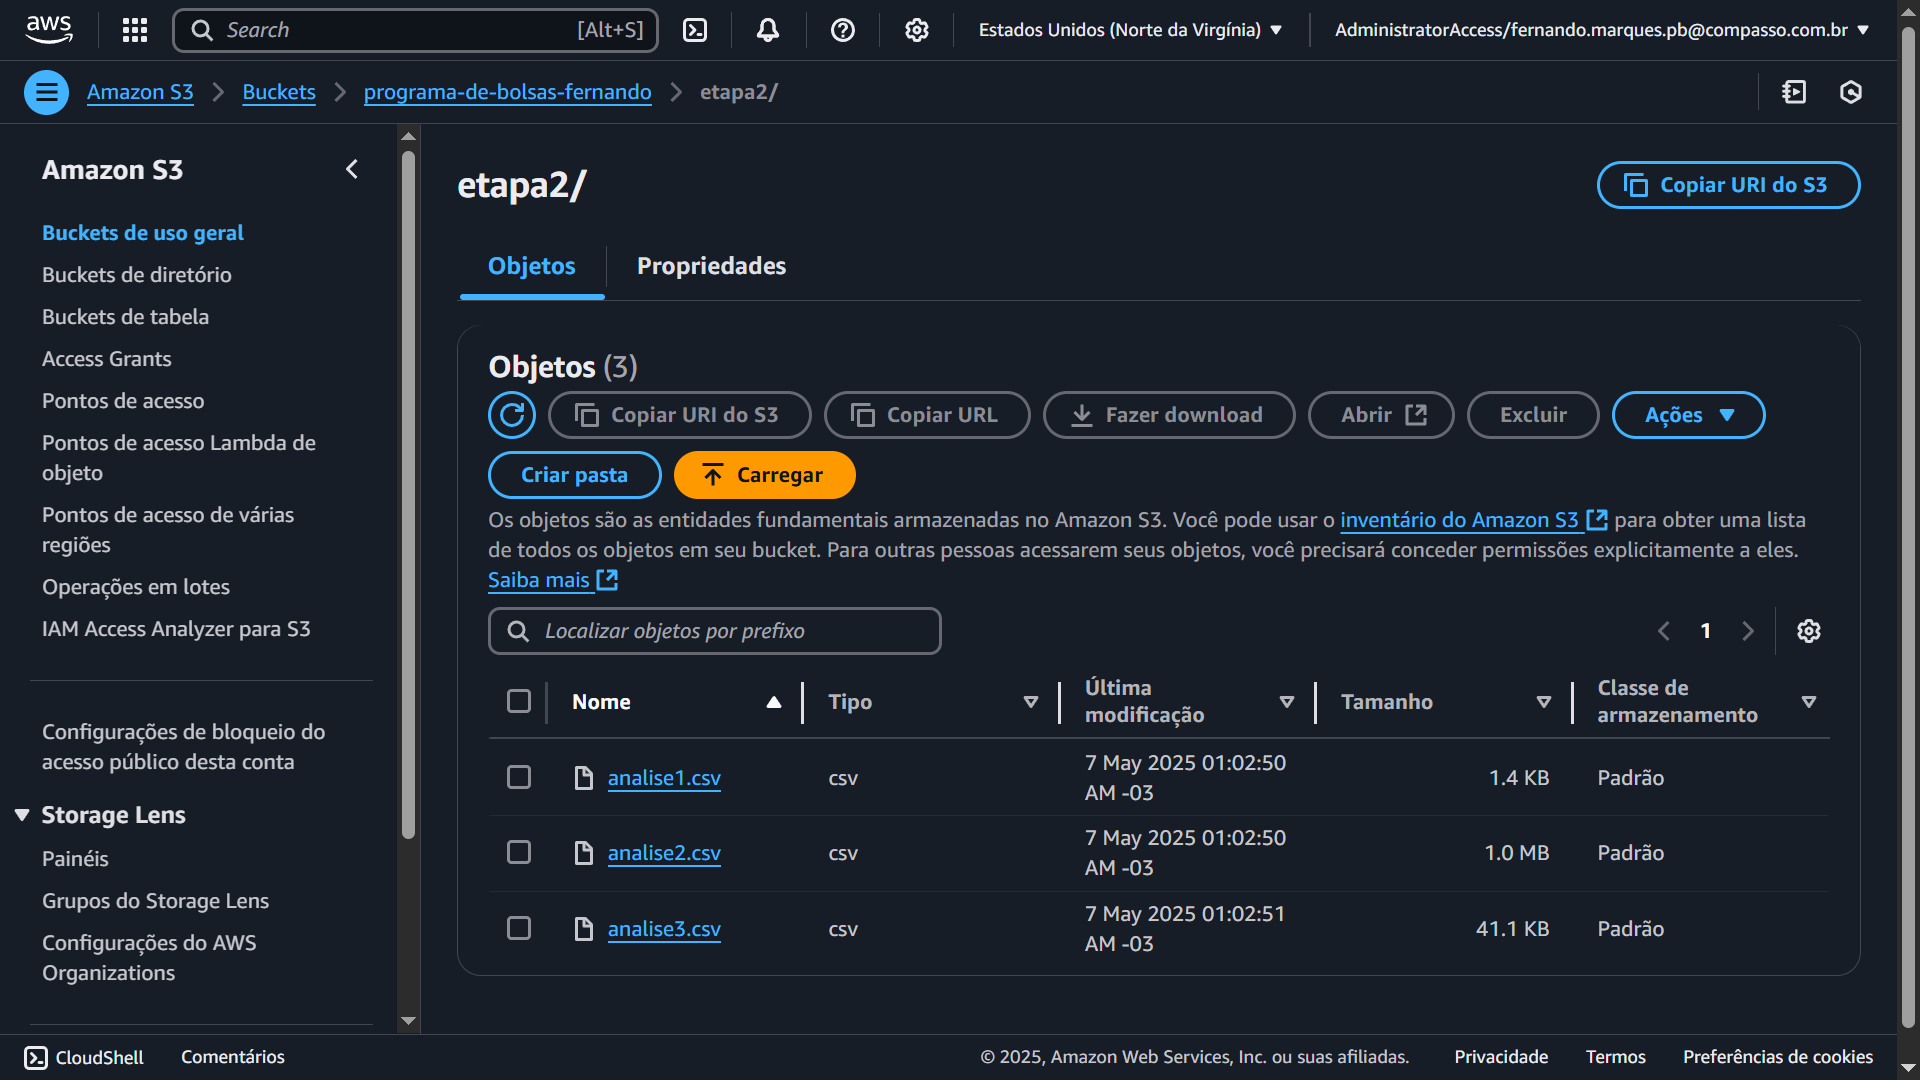 aws
Search [Alt+S]
Estados Unidos (Norte da Virgínia)
AdministratorAccess/fernando.marques.pb@compasso.com.br
Amazon S3
Buckets
programa-de-bolsas-fernando
etapa2/
Amazon S3
Buckets de uso geral
Buckets de diretório
Buckets de tabela
Access Grants
Pontos de acesso
Pontos de acesso Lambda de
objeto
Pontos de acesso de várias
regiões
Operações em lotes
IAM Access Analyzer para S3
Configurações de bloqueio do
acesso público desta conta
Storage Lens
Painéis
Grupos do Storage Lens
Configurações do AWS
Organizations
etapa2/
Copiar URI do S3
Objetos
Propriedades
Objetos (3)
Copiar URI do S3
Copiar URL
Fazer download
Abrir
Excluir
Ações
Criar pasta
Carregar
Os objetos são as entidades fundamentais armazenadas no Amazon S3. Você pode usar o inventário do Amazon S3 para obter uma lista
de todos os objetos em seu bucket. Para outras pessoas acessarem seus objetos, você precisará conceder permissões explicitamente a eles.
Saiba mais
Localizar objetos por prefixo
1
Nome
Tipo
Última
modificação
Tamanho
Classe de
armazenamento
analise1.csv
csv
7 May 2025 01:02:50
AM -03
1.4 KB
Padrão
analise2.csv
csv
7 May 2025 01:02:50
AM -03
1.0 MB
Padrão
analise3.csv
csv
7 May 2025 01:02:51
AM -03
41.1 KB
Padrão
CloudShell
Comentários
© 2025, Amazon Web Services, Inc. ou suas afiliadas.
Privacidade
Termos
Preferências de cookies